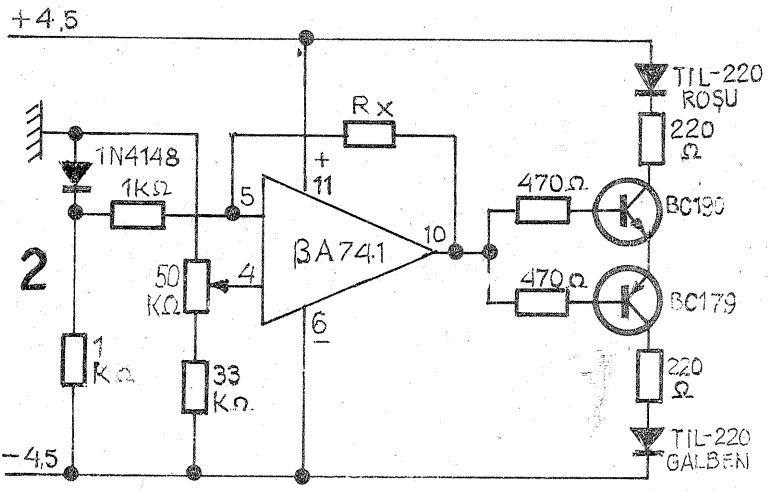 +4,5
TIL-220
ROŞU
220
Ω
Rx
1N4148
1KΩ
5
+
11
470Ω
BC190
2
50
KΩ
4
βA741
10
470Ω
BC179
6
−
1
KΩ
33
KΩ
220
Ω
-4,5
TIL-220
GALBEN